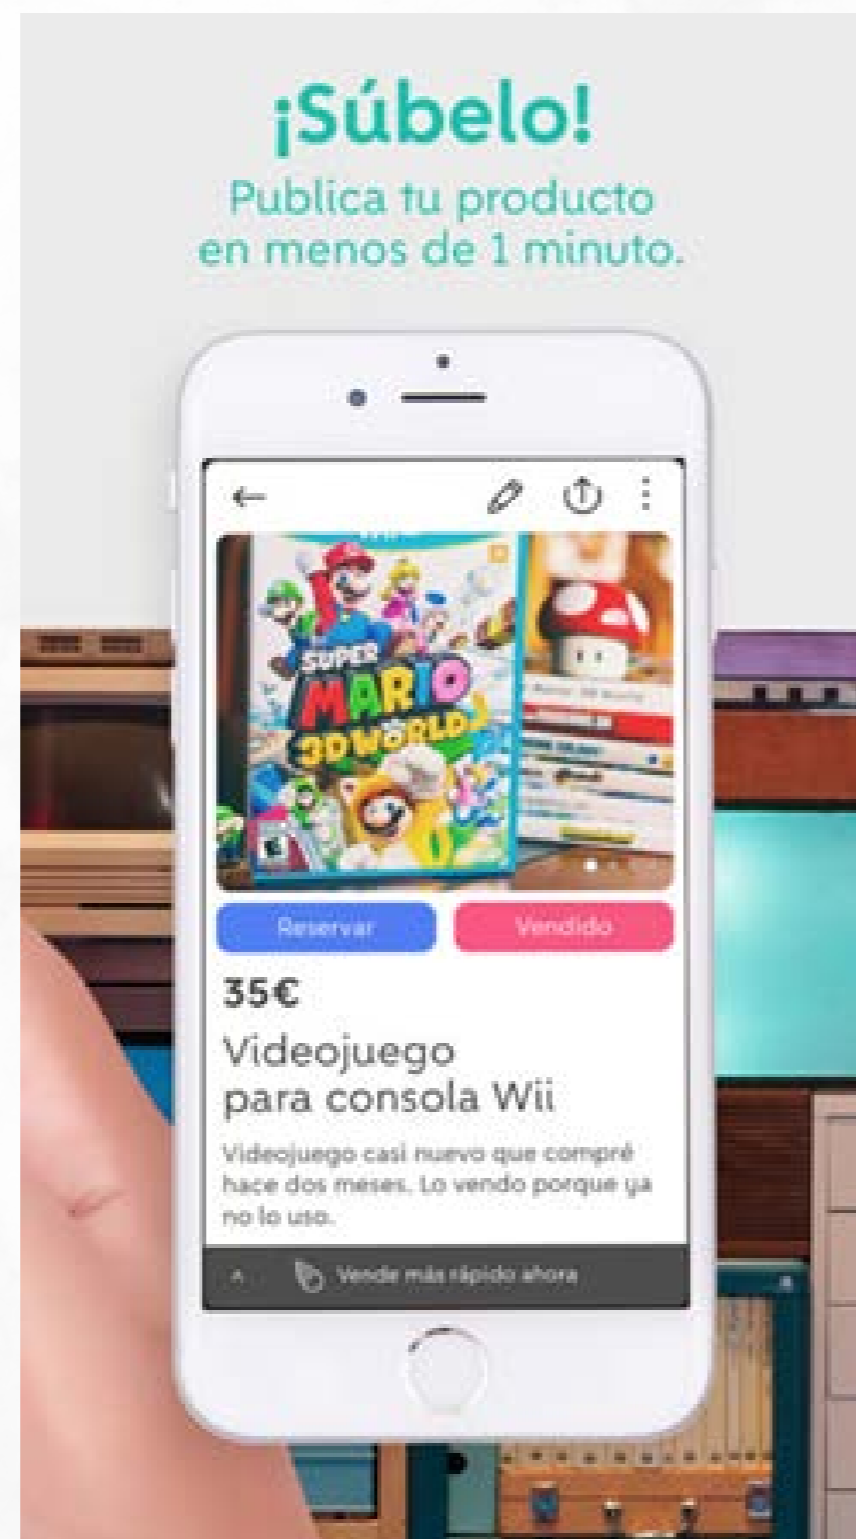 ¡Súbelo!
Publica tu producto
en menos de 1 minuto.
SUPER
MARIO
3D WORLD
Reservar
Vendido
35€
Videojuego
para consola Wii
Videojuego casi nuevo que compré
hace dos meses. Lo vendo porque ya
no lo uso.
Vende más rápido ahora